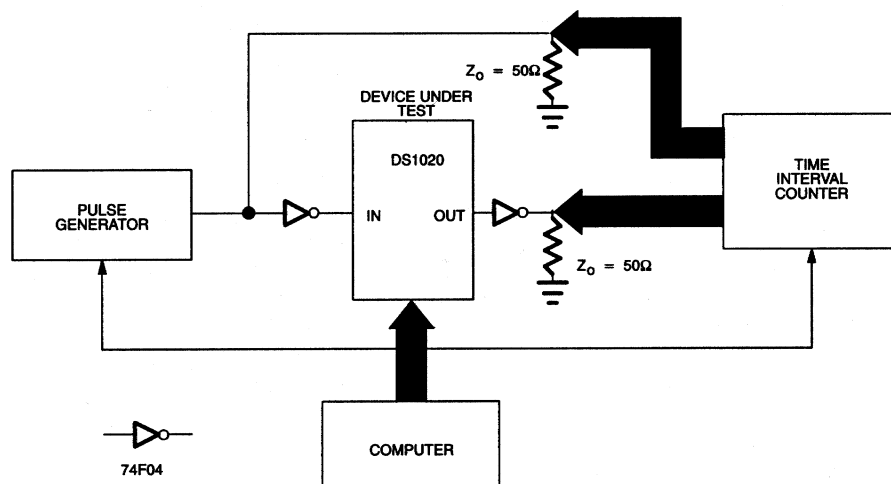 Z₀ = 50Ω
DEVICE UNDER
TEST
DS1020
TIME
INTERVAL
COUNTER
PULSE
GENERATOR
IN
OUT
Z₀ = 50Ω
COMPUTER
74F04